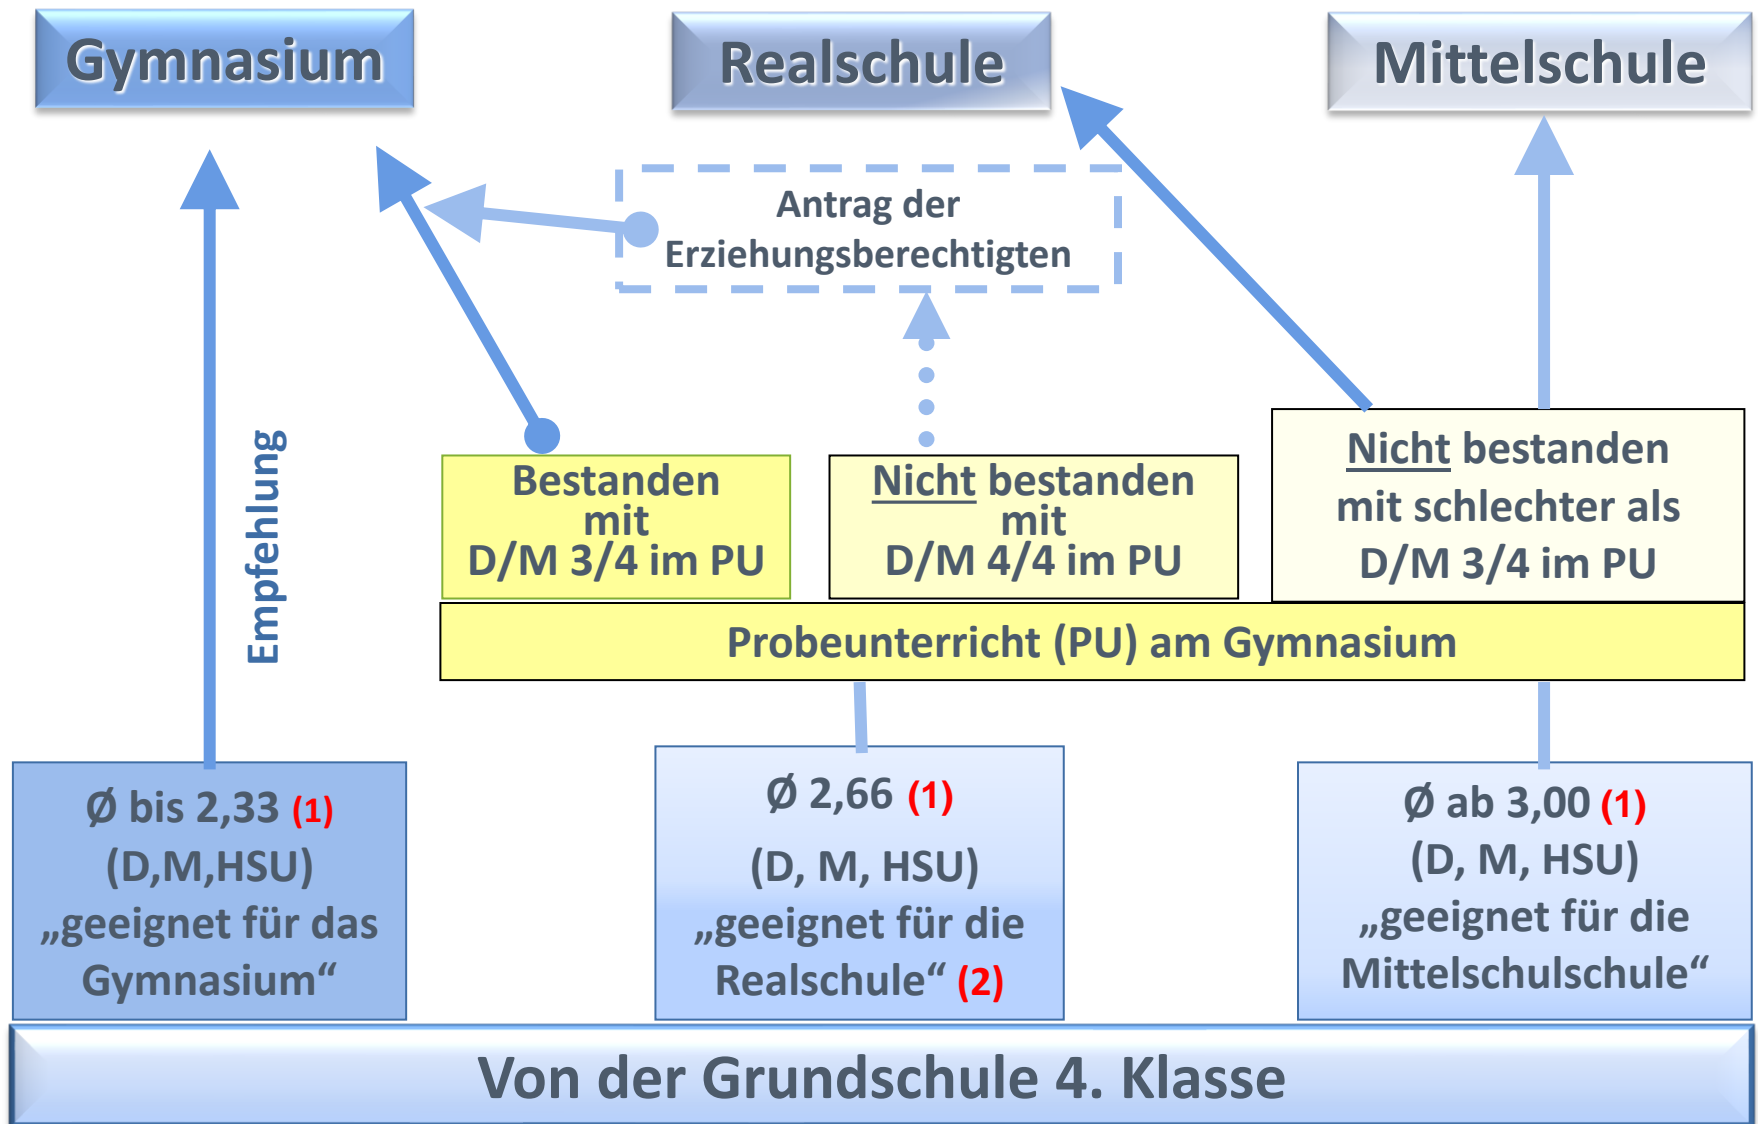 Gymnasium
Realschule
Mittelschule
Antrag der
Erziehungsberechtigten
Empfehlung
Bestanden
mit
D/M 3/4 im PU
Nicht bestanden
mit
D/M 4/4 im PU
Nicht bestanden
mit schlechter als
D/M 3/4 im PU
Probeunterricht (PU) am Gymnasium
Ø bis 2,33 (1)
(D,M,HSU)
„geeignet für das
Gymnasium“
Ø 2,66 (1)
(D, M, HSU)
„geeignet für die
Realschule“ (2)
Ø ab 3,00 (1)
(D, M, HSU)
„geeignet für die
Mittelschulschule“
Von der Grundschule 4. Klasse